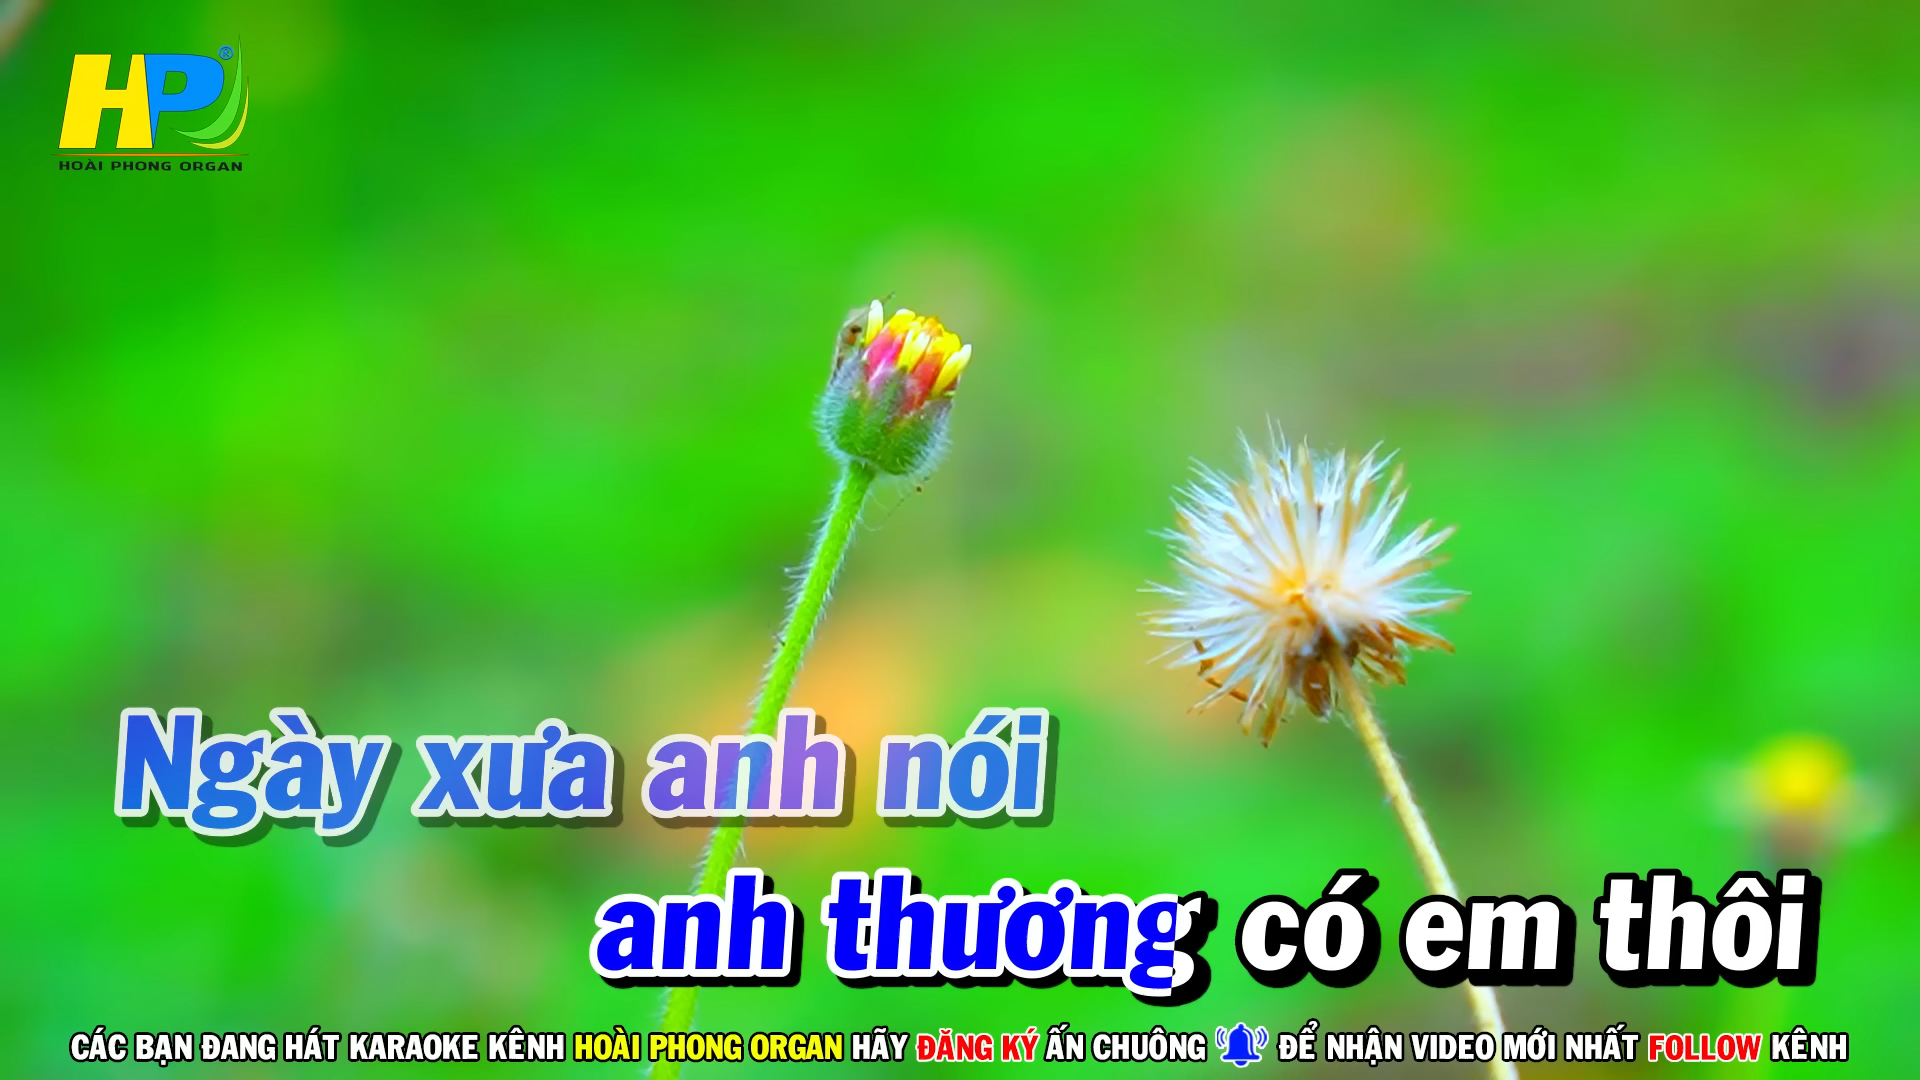 HP®
HOÀI PHONG ORGAN
Ngày xưa anh nói
anh thương có em thôi
CÁC BẠN ĐANG HÁT KARAOKE KÊNH HOÀI PHONG ORGAN HÃY ĐĂNG KÝ ẤN CHUÔNG ĐỂ NHẬN VIDEO MỚI NHẤT FOLLOW KÊNH